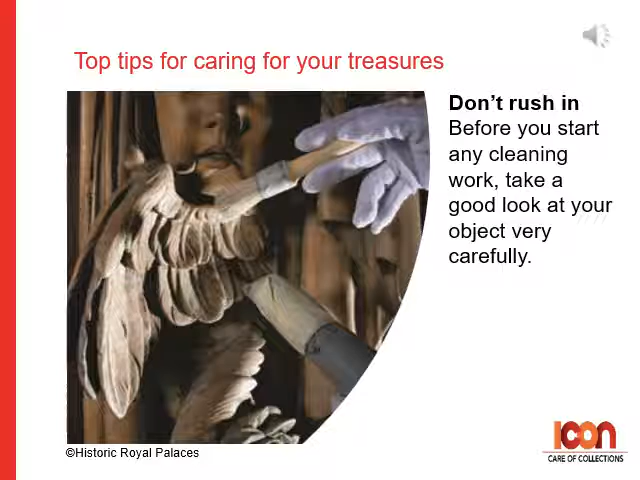 Top tips for caring for your treasures
Don’t rush in
Before you start
any cleaning
work, take a
good look at your
object very
carefully.
©Historic Royal Palaces
icon
CARE OF COLLECTIONS